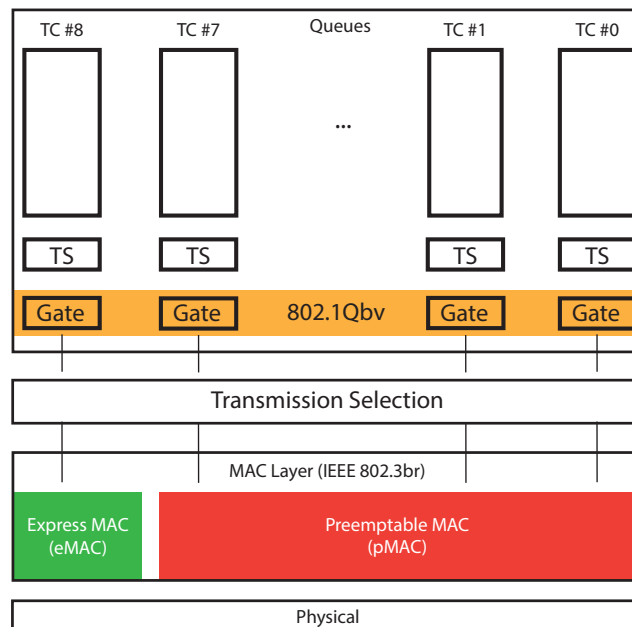 TC #8 TC #7 Queues TC #1 TC #0
...
TS TS TS TS
Gate Gate 802.1Qbv Gate Gate
Transmission Selection
MAC Layer (IEEE 802.3br)
Express MAC
(eMAC)
Preemptable MAC
(pMAC)
Physical